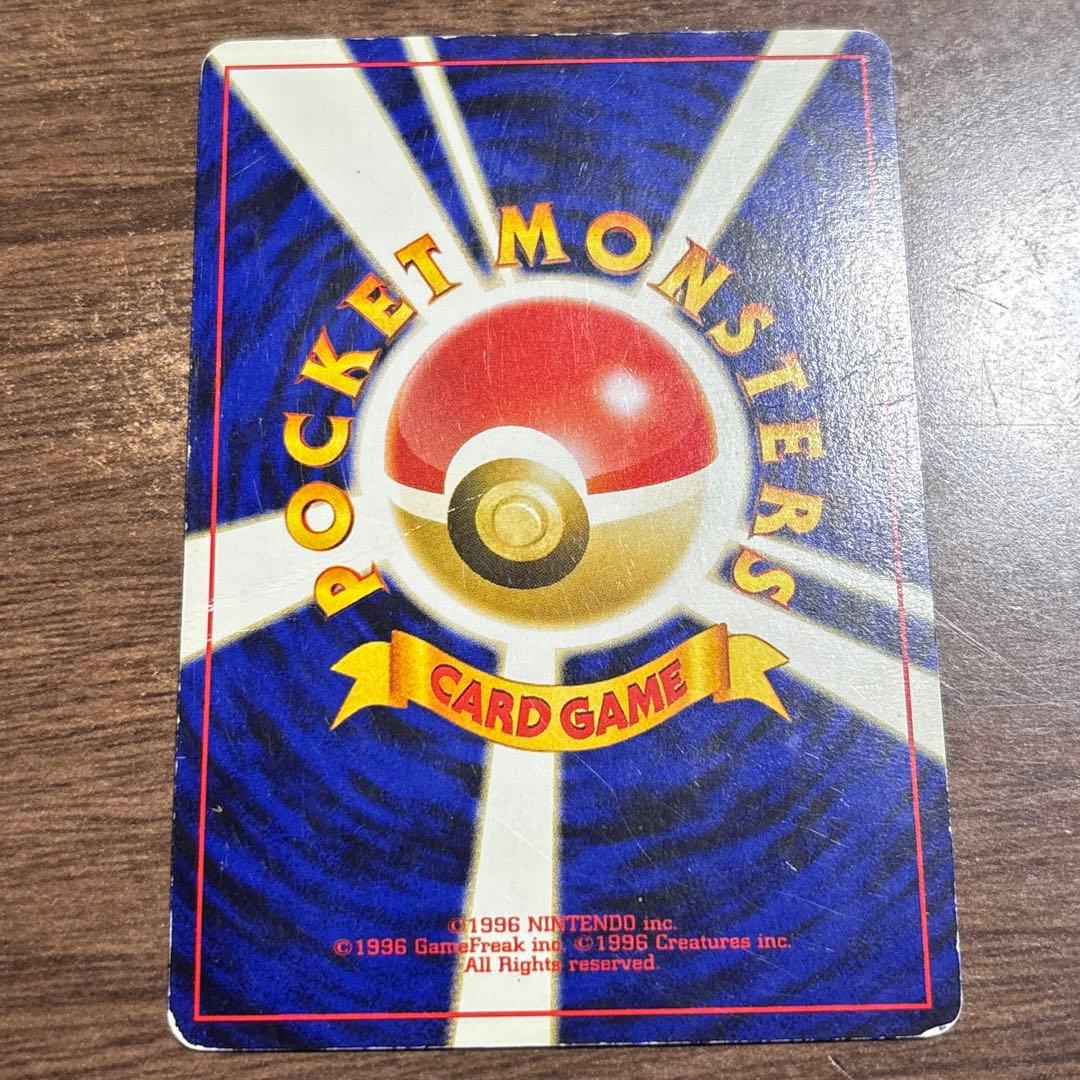 POCKET MONSTERS
CARD GAME
©1996 NINTENDO inc.
©1996 GameFreak inc. ©1996 Creatures inc.
All Rights reserved.